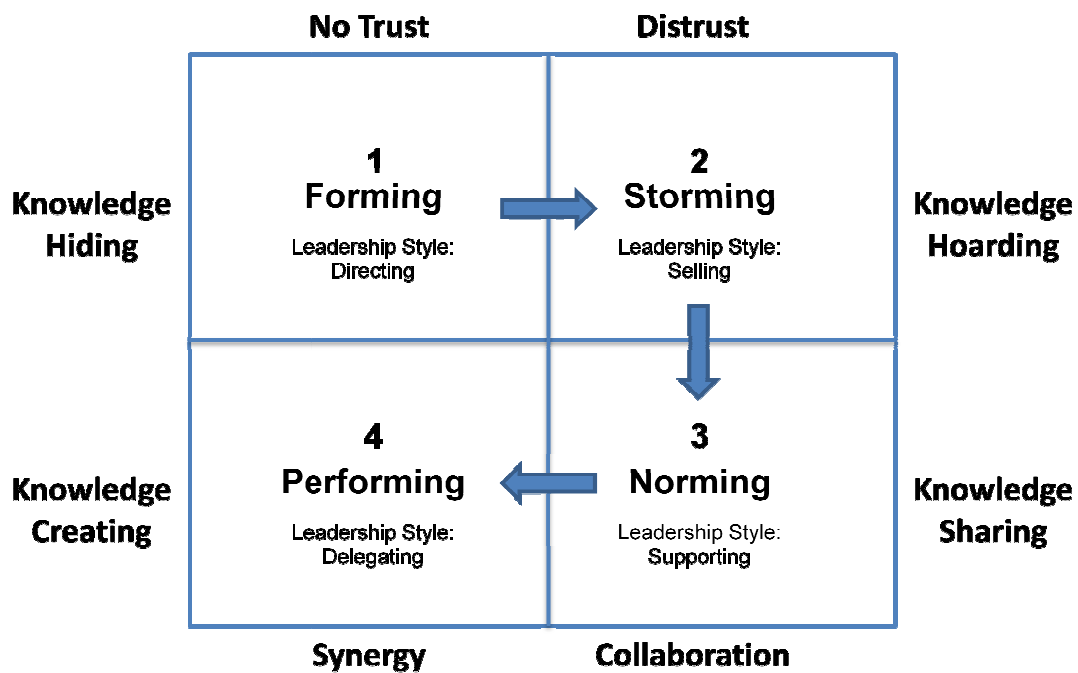 No Trust
Distrust
Knowledge
Hiding
1
Forming
Leadership Style:
Directing
2
Storming
Leadership Style:
Selling
Knowledge
Hoarding
Knowledge
Creating
4
Performing
Leadership Style:
Delegating
3
Norming
Leadership Style:
Supporting
Knowledge
Sharing
Synergy
Collaboration